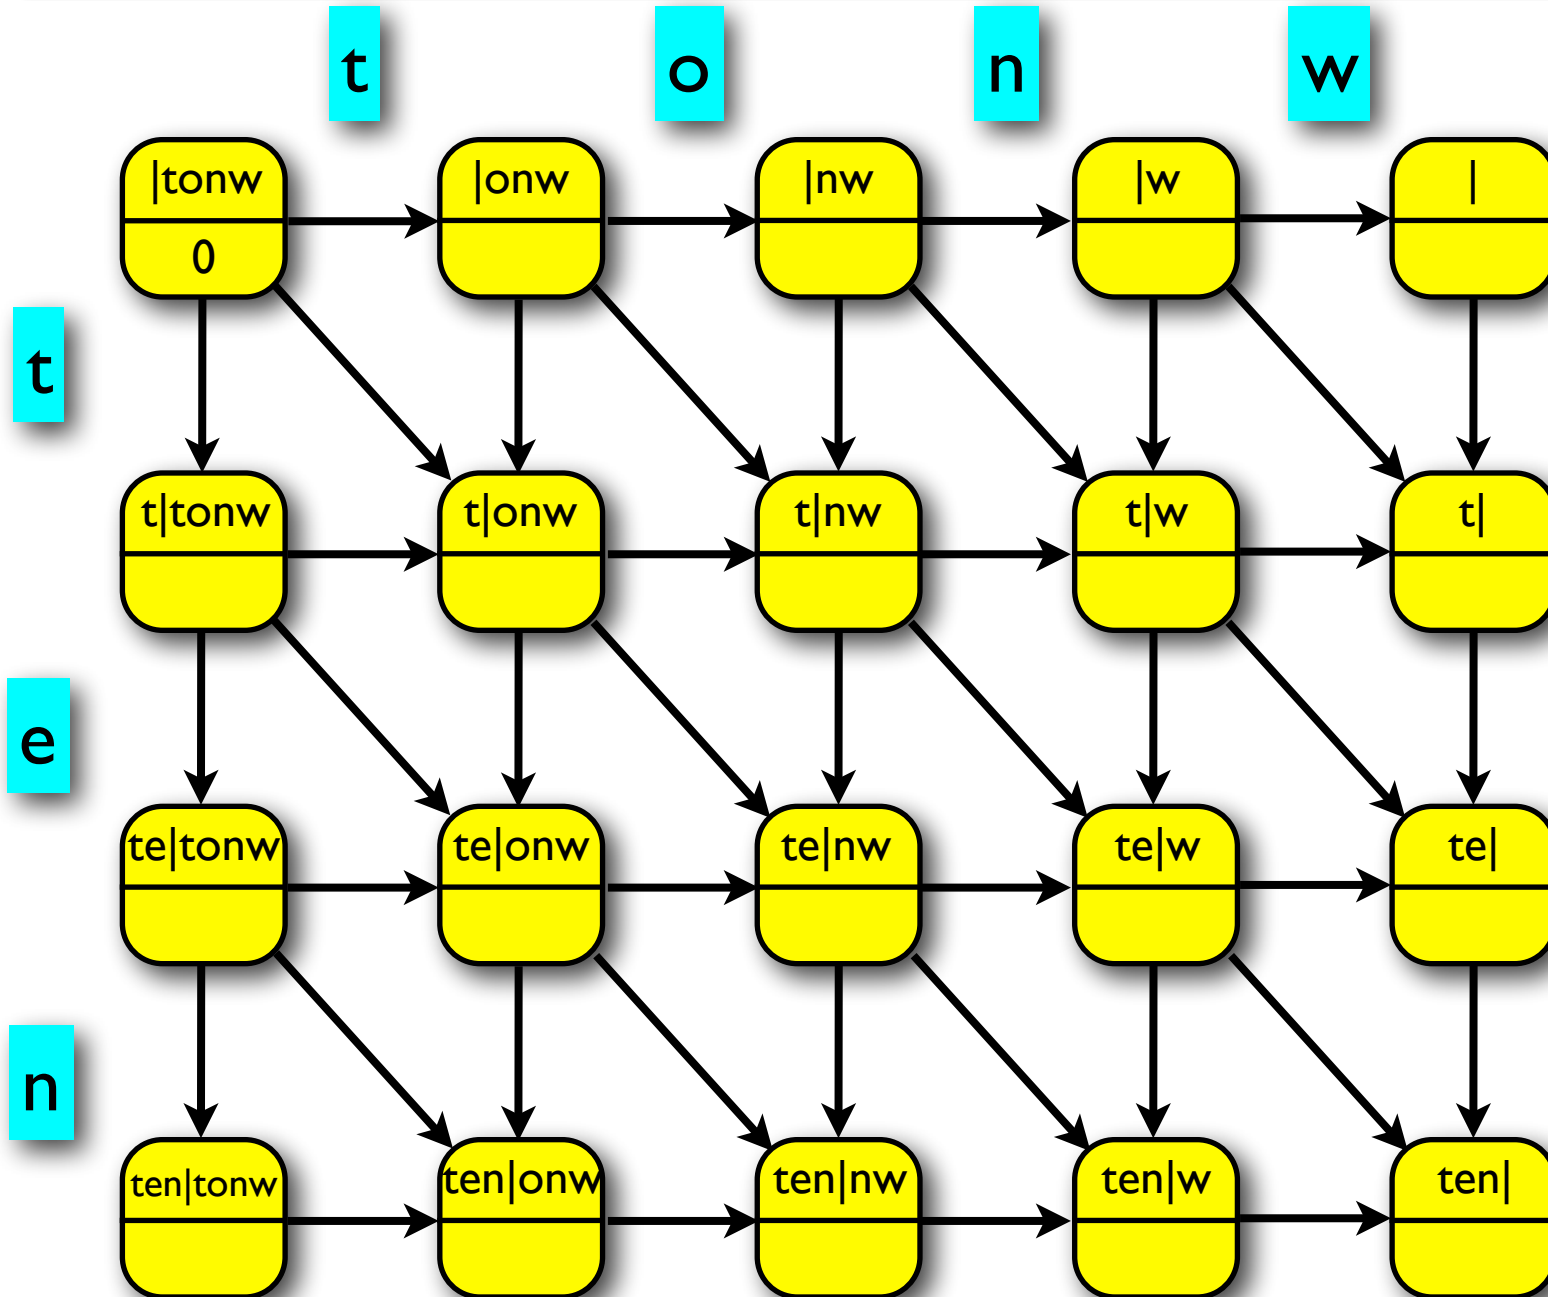 t o n w
|tonw |onw |nw |w |
0
t
t|tonw t|onw t|nw t|w t|
e
te|tonw te|onw te|nw te|w te|
n
ten|tonw ten|onw ten|nw ten|w ten|